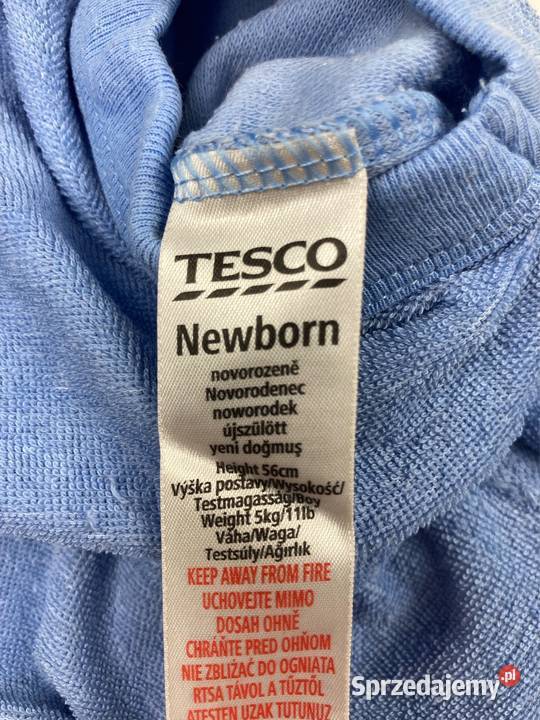 TESCO
Newborn
novorozeně
Novorodenec
noworodek
újszülött
yeni doğmuş
Height 56cm
Výška postavy/Wysokość/
Testmagasság/Boy
Weight 5kg/11lb
Váha/Waga/
Testsúly/Ağırlık
KEEP AWAY FROM FIRE
UCHOVEJTE MIMO
DOSAH OHNĚ
CHRÁŇTE PRED OHŇOM
NIE ZBLIŻAĆ DO OGNIATA
RTSA TÁVOL A TŰZTŐL
ATESTEN UZAK TUTUNUZ
Sprzedajemy.pl